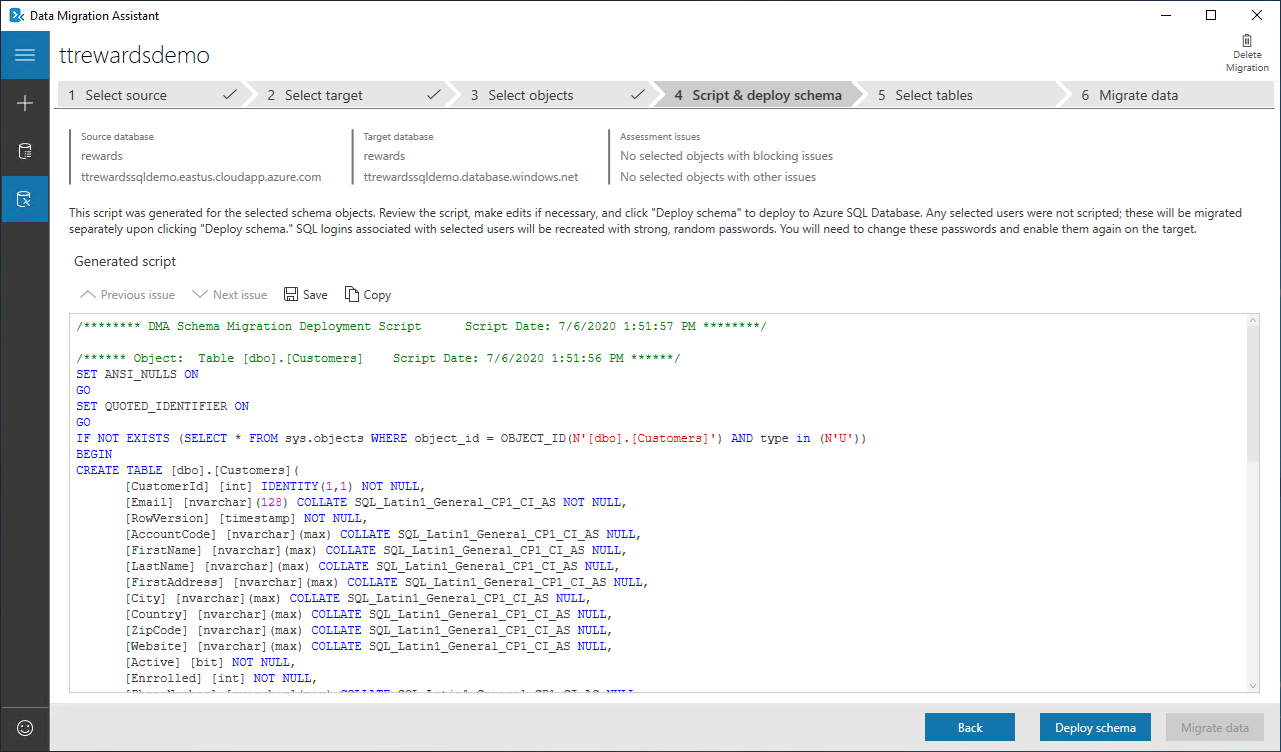 Data Migration Assistant
ttrewardsdemo
Delete
Migration
1 Select source
2 Select target
3 Select objects
4 Script & deploy schema
5 Select tables
6 Migrate data
Source database
rewards
ttrewardssqldemo.eastus.cloudapp.azure.com
Target database
rewards
ttrewardssqldemo.database.windows.net
Assessment issues
No selected objects with blocking issues
No selected objects with other issues
This script was generated for the selected schema objects. Review the script, make edits if necessary, and click "Deploy schema" to deploy to Azure SQL Database. Any selected users were not scripted; these will be migrated
separately upon clicking "Deploy schema." SQL logins associated with selected users will be recreated with strong, random passwords. You will need to change these passwords and enable them again on the target.
Generated script
Previous issue Next issue Save Copy
/******** DMA Schema Migration Deployment Script      Script Date: 7/6/2020 1:51:57 PM ********/
/****** Object:  Table [dbo].[Customers]    Script Date: 7/6/2020 1:51:56 PM ******/
SET ANSI_NULLS ON
GO
SET QUOTED_IDENTIFIER ON
GO
IF NOT EXISTS (SELECT * FROM sys.objects WHERE object_id = OBJECT_ID(N'[dbo].[Customers]') AND type in (N'U'))
BEGIN
CREATE TABLE [dbo].[Customers](
[CustomerId] [int] IDENTITY(1,1) NOT NULL,
[Email] [nvarchar](128) COLLATE SQL_Latin1_General_CP1_CI_AS NOT NULL,
[RowVersion] [timestamp] NOT NULL,
[AccountCode] [nvarchar](max) COLLATE SQL_Latin1_General_CP1_CI_AS NULL,
[FirstName] [nvarchar](max) COLLATE SQL_Latin1_General_CP1_CI_AS NULL,
[LastName] [nvarchar](max) COLLATE SQL_Latin1_General_CP1_CI_AS NULL,
[FirstAddress] [nvarchar](max) COLLATE SQL_Latin1_General_CP1_CI_AS NULL,
[City] [nvarchar](max) COLLATE SQL_Latin1_General_CP1_CI_AS NULL,
[Country] [nvarchar](max) COLLATE SQL_Latin1_General_CP1_CI_AS NULL,
[ZipCode] [nvarchar](max) COLLATE SQL_Latin1_General_CP1_CI_AS NULL,
[Website] [nvarchar](max) COLLATE SQL_Latin1_General_CP1_CI_AS NULL,
[Active] [bit] NOT NULL,
[Enrrolled] [int] NOT NULL,
Back
Deploy schema
Migrate data